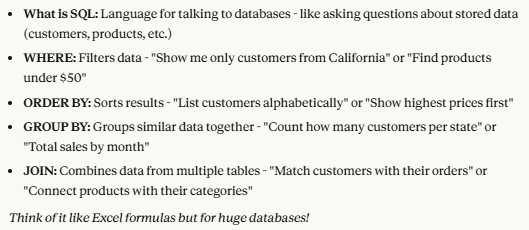 • What is SQL: Language for talking to databases - like asking questions about stored data
(customers, products, etc.)
• WHERE: Filters data - "Show me only customers from California" or "Find products
under $50"
• ORDER BY: Sorts results - "List customers alphabetically" or "Show highest prices first"
• GROUP BY: Groups similar data together - "Count how many customers per state" or
"Total sales by month"
• JOIN: Combines data from multiple tables - "Match customers with their orders" or
"Connect products with their categories"
Think of it like Excel formulas but for huge databases!